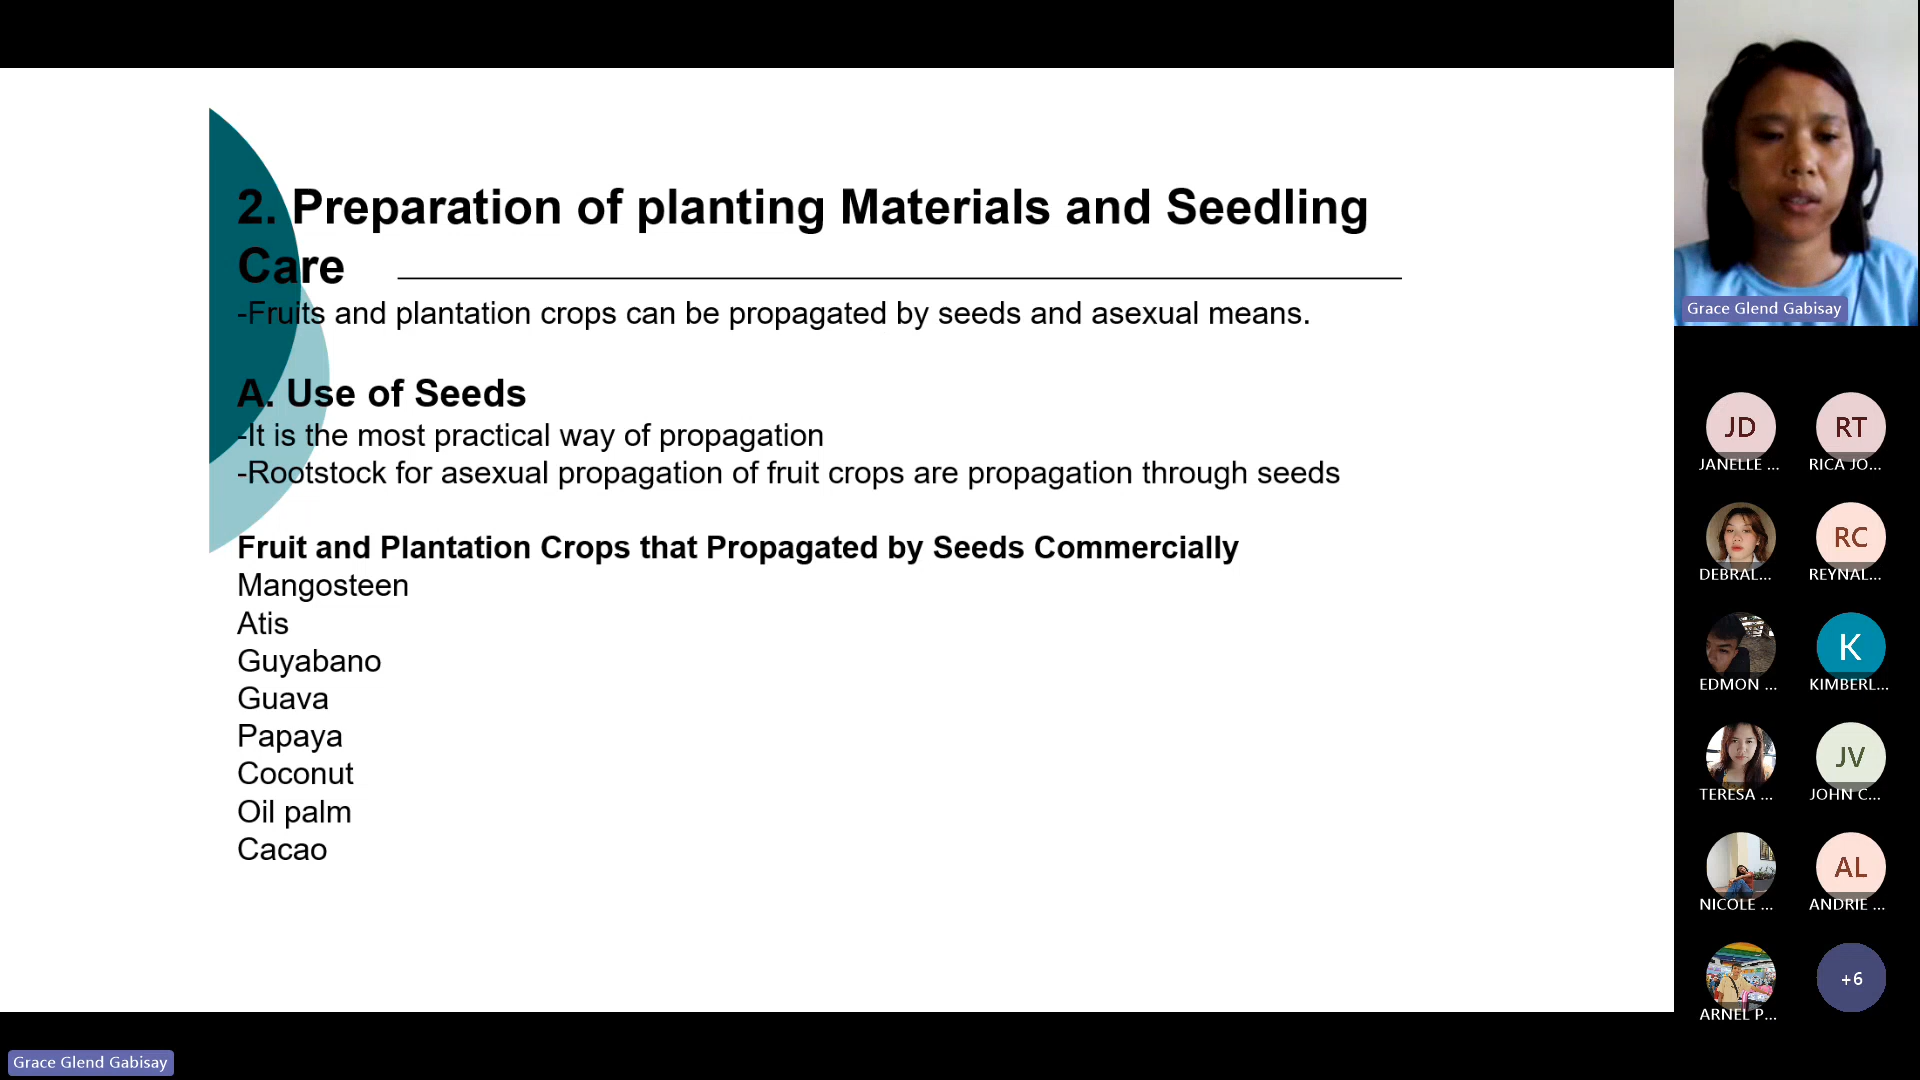 2. Preparation of planting Materials and Seedling
Care
-Fruits and plantation crops can be propagated by seeds and asexual means.
A. Use of Seeds
-It is the most practical way of propagation
-Rootstock for asexual propagation of fruit crops are propagation through seeds
Fruit and Plantation Crops that Propagated by Seeds Commercially
Mangosteen
Atis
Guyabano
Guava
Papaya
Coconut
Oil palm
Cacao
Grace Glend Gabisay
JD
JANELLE ...
RT
RICA JO...
DEBRAL...
RC
REYNAL...
EDMON ...
K
KIMBERL...
TERESA ...
JV
JOHN C...
NICOLE ...
AL
ANDRIE ...
ARNEL P...
+6
Grace Glend Gabisay